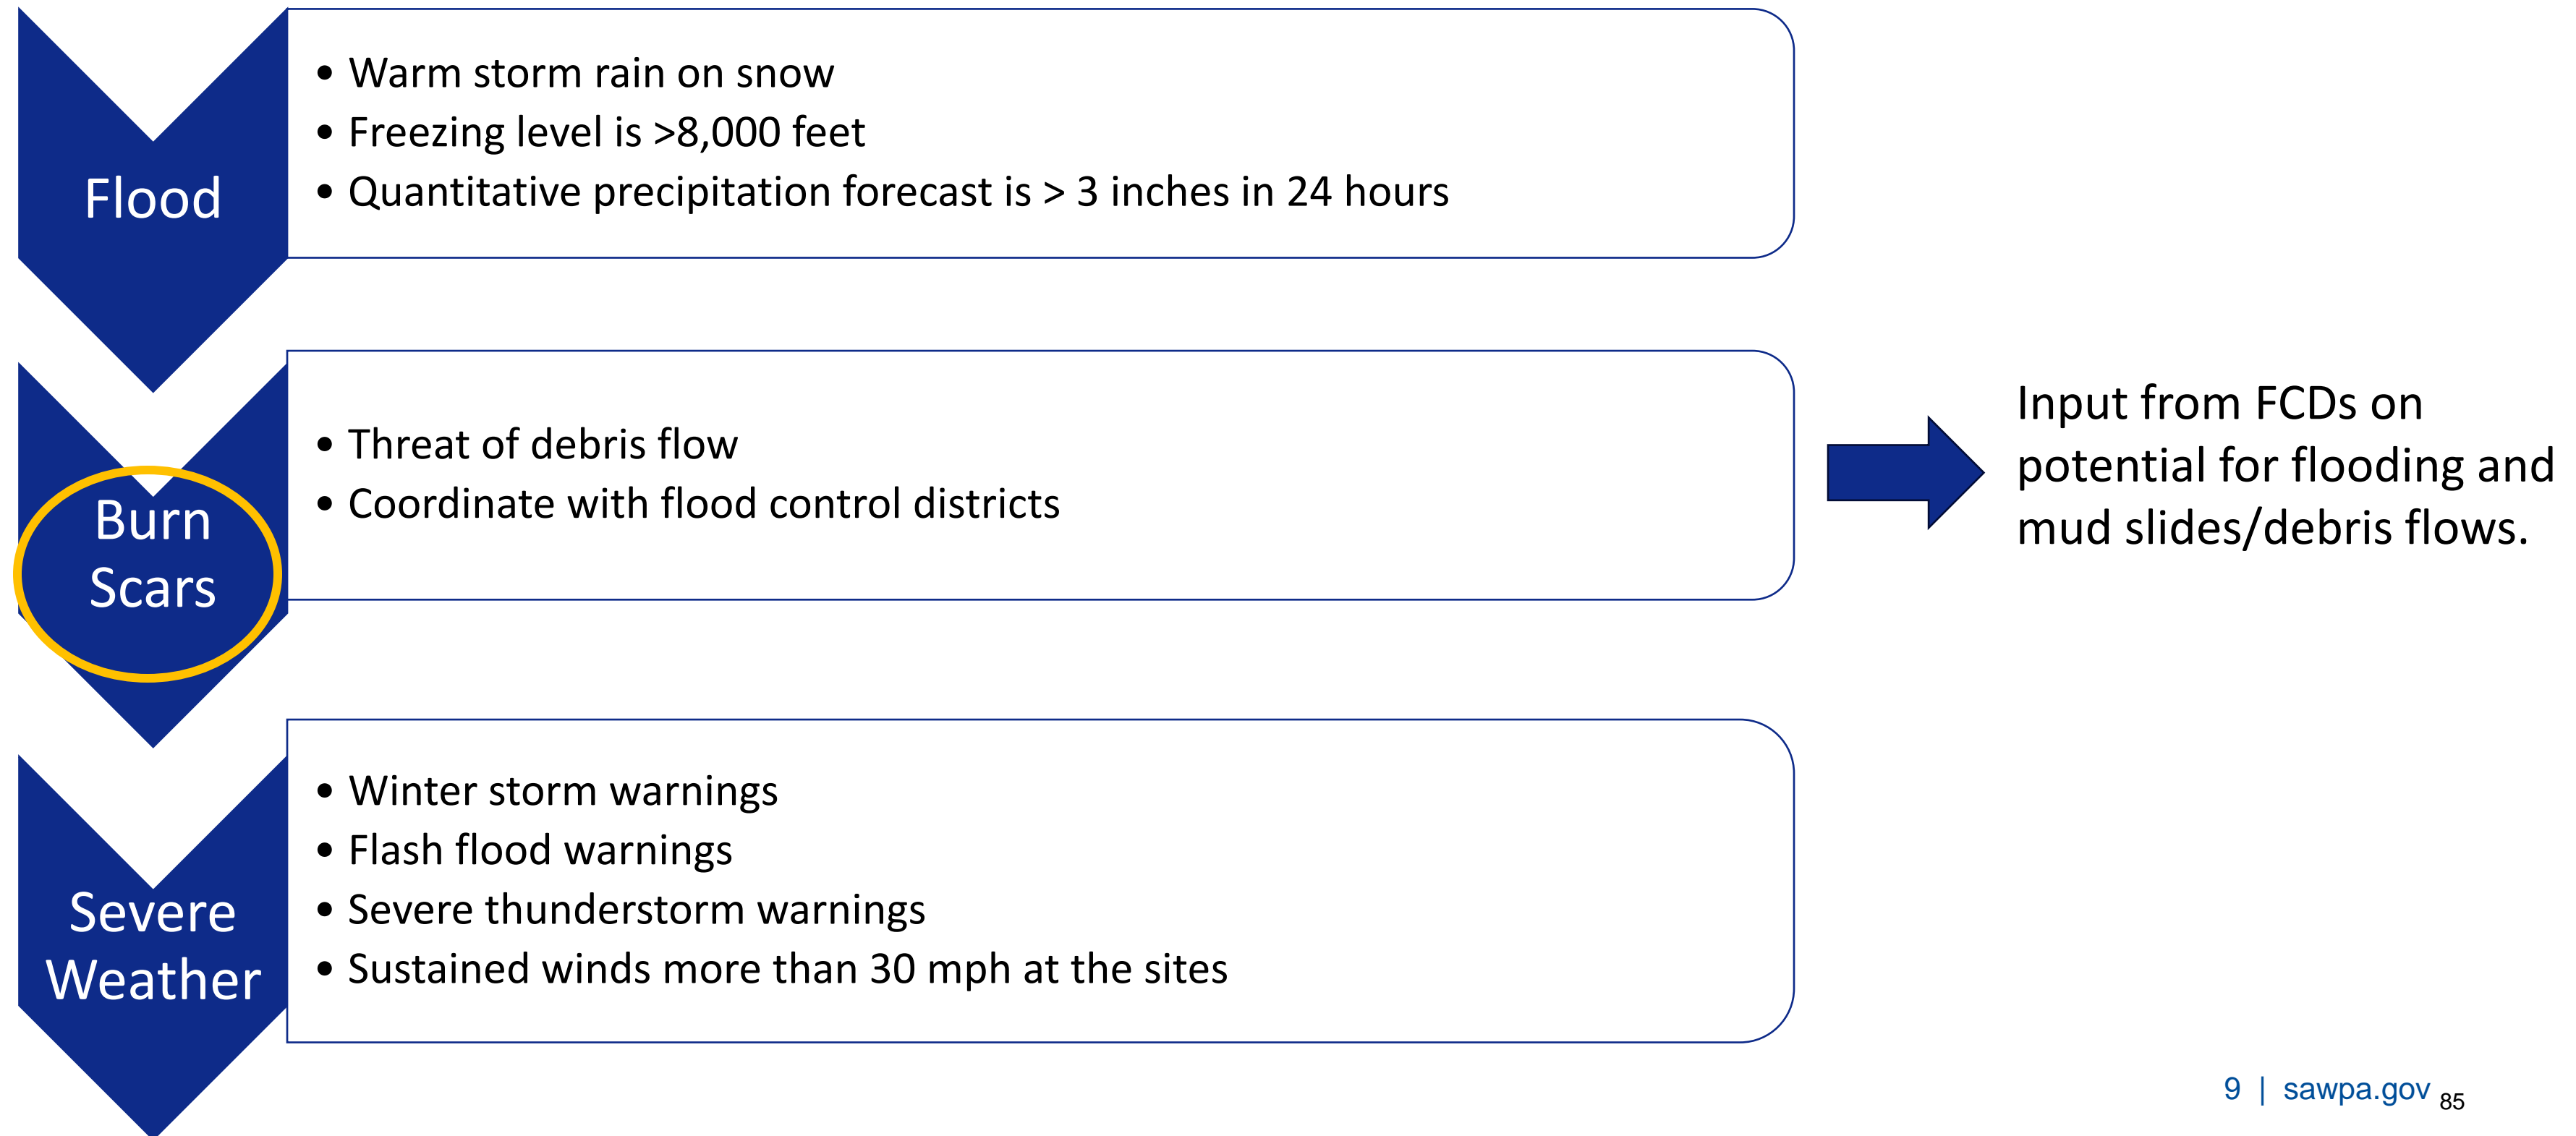 Flood
• Warm storm rain on snow
• Freezing level is >8,000 feet
• Quantitative precipitation forecast is > 3 inches in 24 hours
Burn
Scars
• Threat of debris flow
• Coordinate with flood control districts
Input from FCDs on
potential for flooding and
mud slides/debris flows.
Severe
Weather
• Winter storm warnings
• Flash flood warnings
• Severe thunderstorm warnings
• Sustained winds more than 30 mph at the sites
9 | sawpa.gov 85